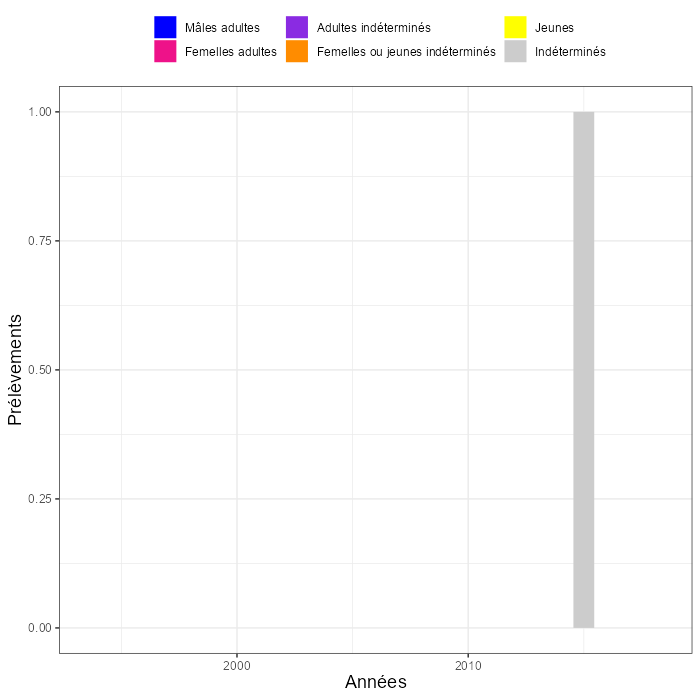 Mâles adultes
Adultes indéterminés
Jeunes
Femelles adultes
Femelles ou jeunes indéterminés
Indéterminés
1.00
0.75
0.50
0.25
0.00
Prélèvements
2000
2010
Années